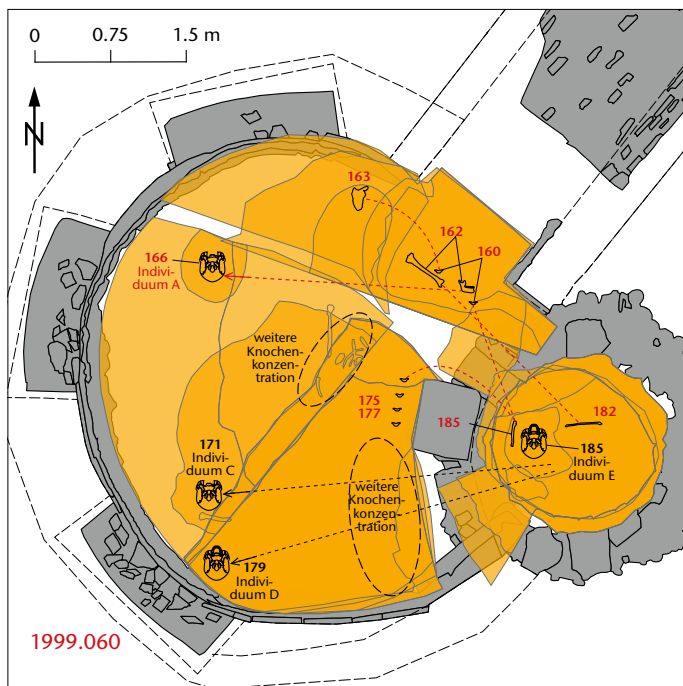 0 0.75 1.5 m
N
163
162
160
166
Indivi-
duum A
weitere
Knochen-
konzen-
tration
175
177
185
182
185
Indivi-
duum E
171
Indivi-
duum C
weitere
Knochen-
konzen-
tration
179
Indivi-
duum D
1999.060